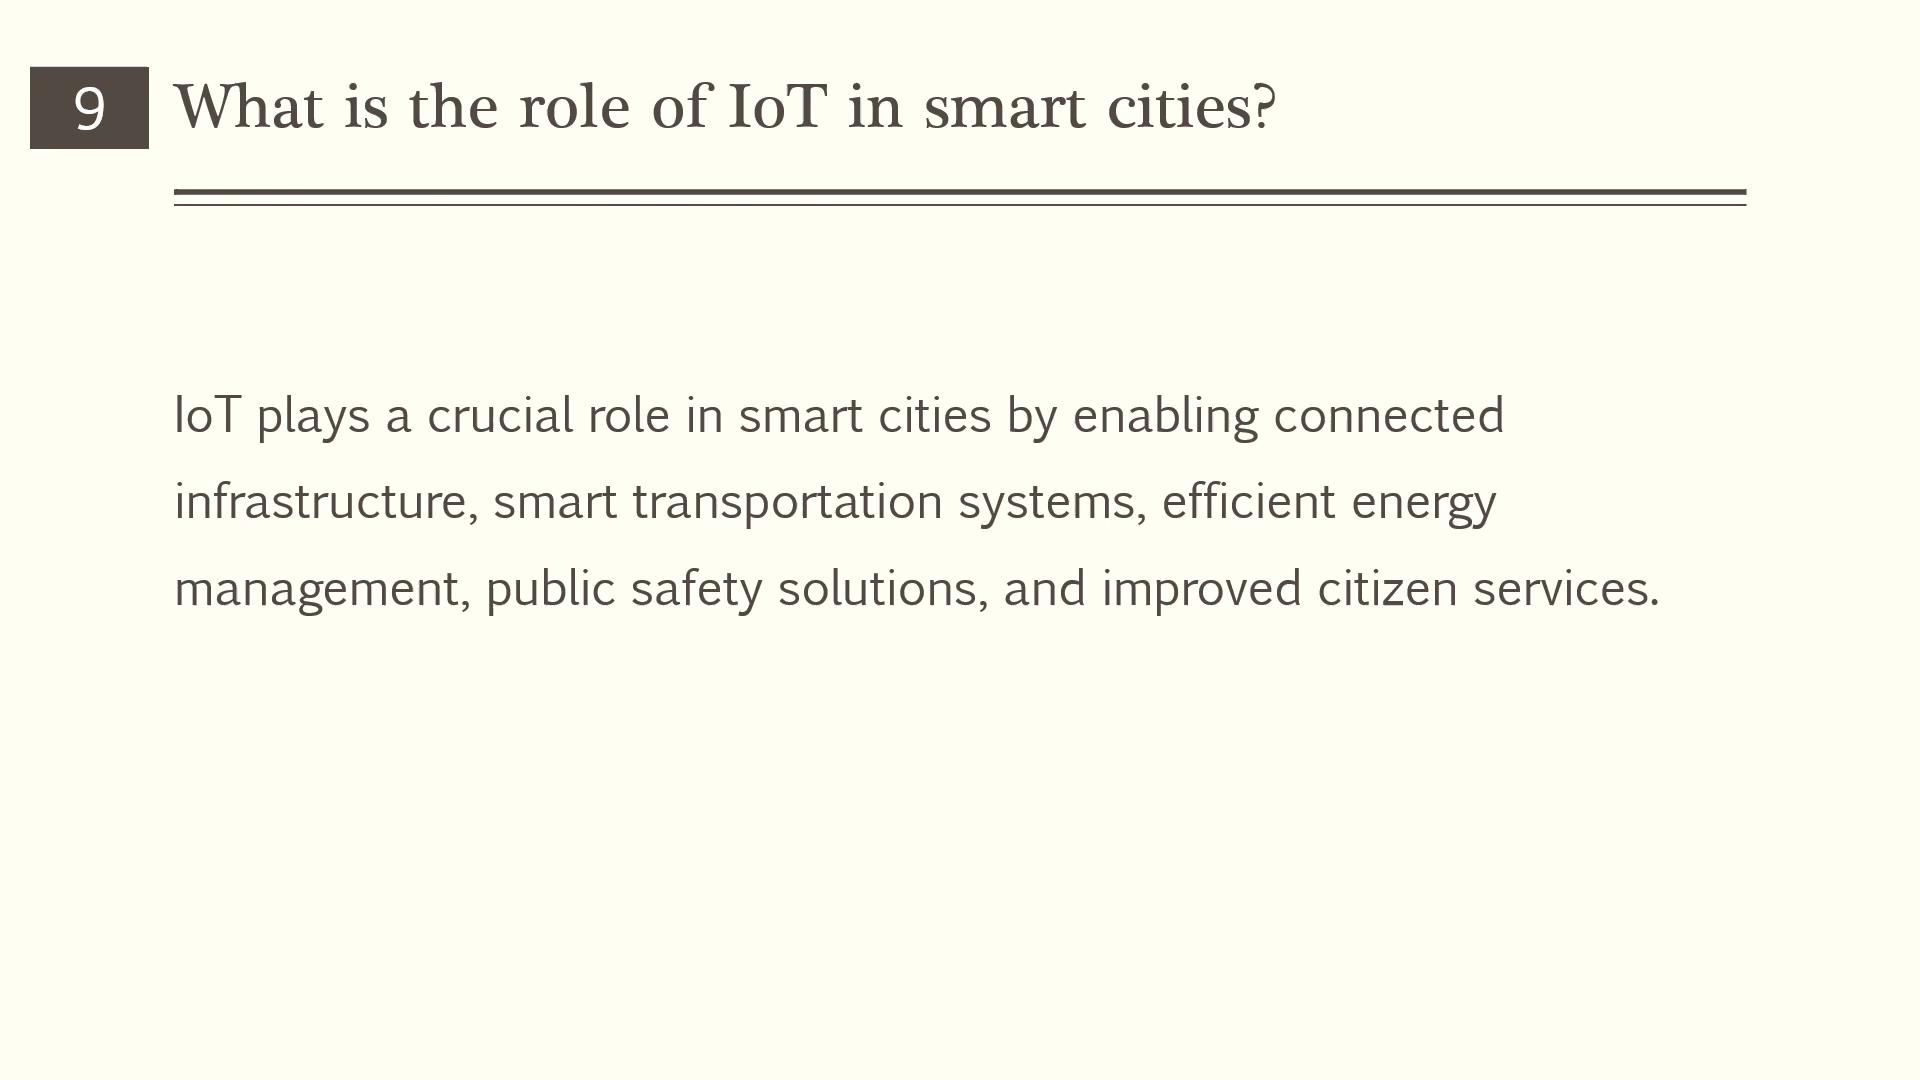 9
What is the role of IoT in smart cities?
IoT plays a crucial role in smart cities by enabling connected
infrastructure, smart transportation systems, efficient energy
management, public safety solutions, and improved citizen services.